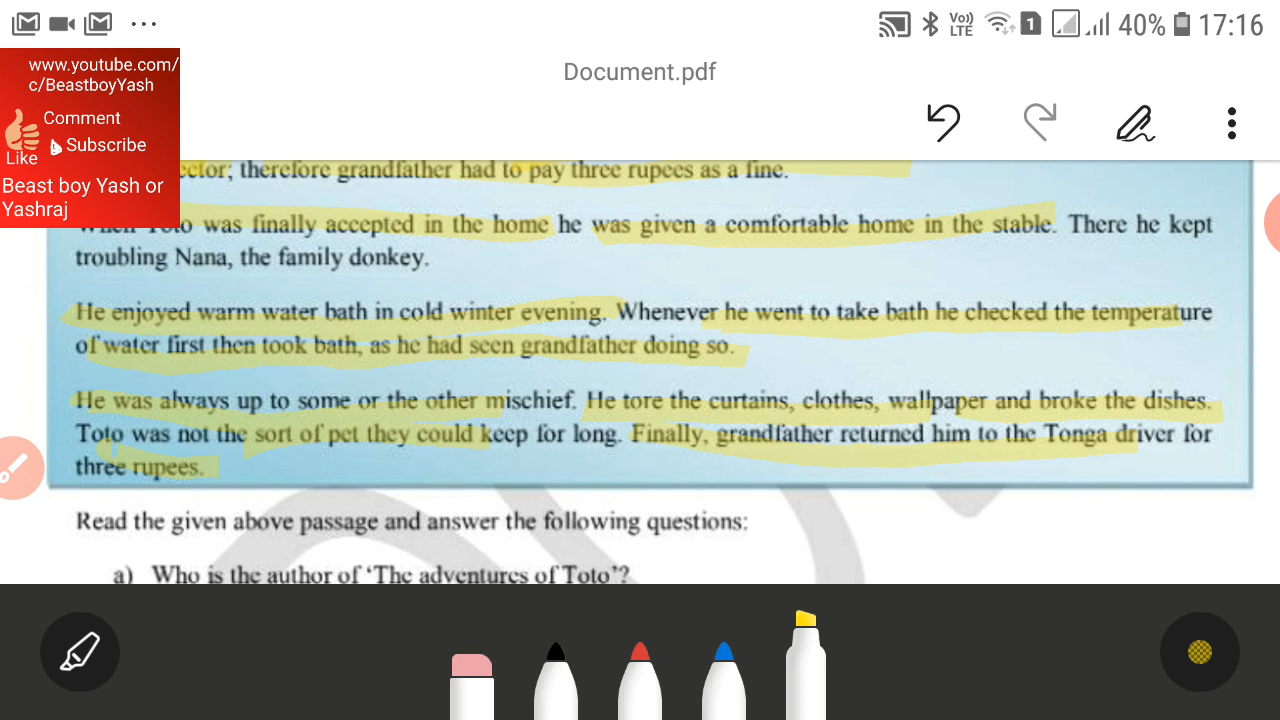 Vo))
LTE
1
40%
17:16
www.youtube.com/
c/BeastboyYash
Comment
Subscribe
Like
Beast boy Yash or
Yashraj
Document.pdf
therefore grandfather had to pay three rupees as a fine.
was finally accepted in the home he was given a comfortable home in the stable. There he kept
troubling Nana, the family donkey.
He enjoyed warm water bath in cold winter evening. Whenever he went to take bath he checked the temperature
of water first then took bath, as he had seen grandfather doing so.
He was always up to some or the other mischief. He tore the curtains, clothes, wallpaper and broke the dishes.
Toto was not the sort of pet they could keep for long. Finally, grandfather returned him to the Tonga driver for
three rupees.
Read the given above passage and answer the following questions:
a) Who is the author of ‘The adventures of Toto’?